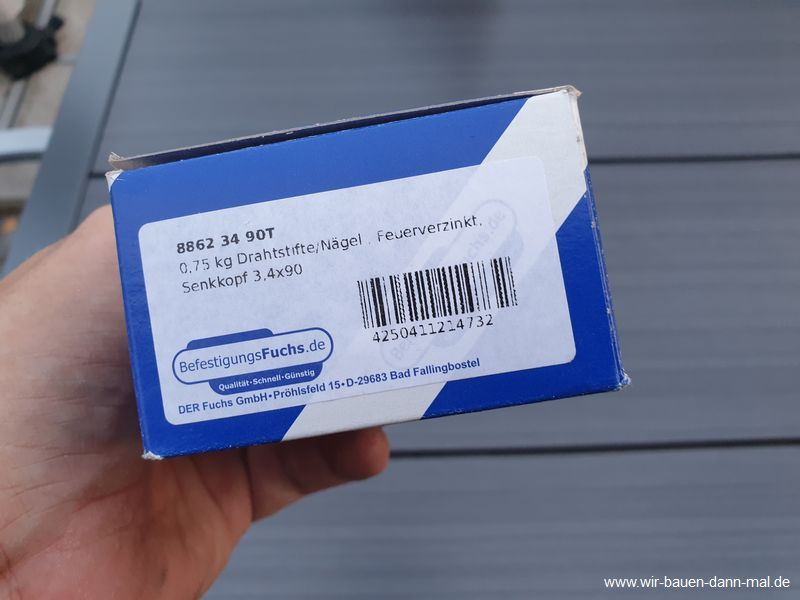 8862 34 90T
0,75 kg Drahtstifte/Nägel , Feuerverzinkt.
Senkkopf 3,4x90
4250411214732
BefestigungsFuchs.de
Qualität•Schnell•Günstig
DER Fuchs GmbH•Pröhlsfeld 15•D-29683 Bad Fallingbostel
www.wir-bauen-dann-mal.de